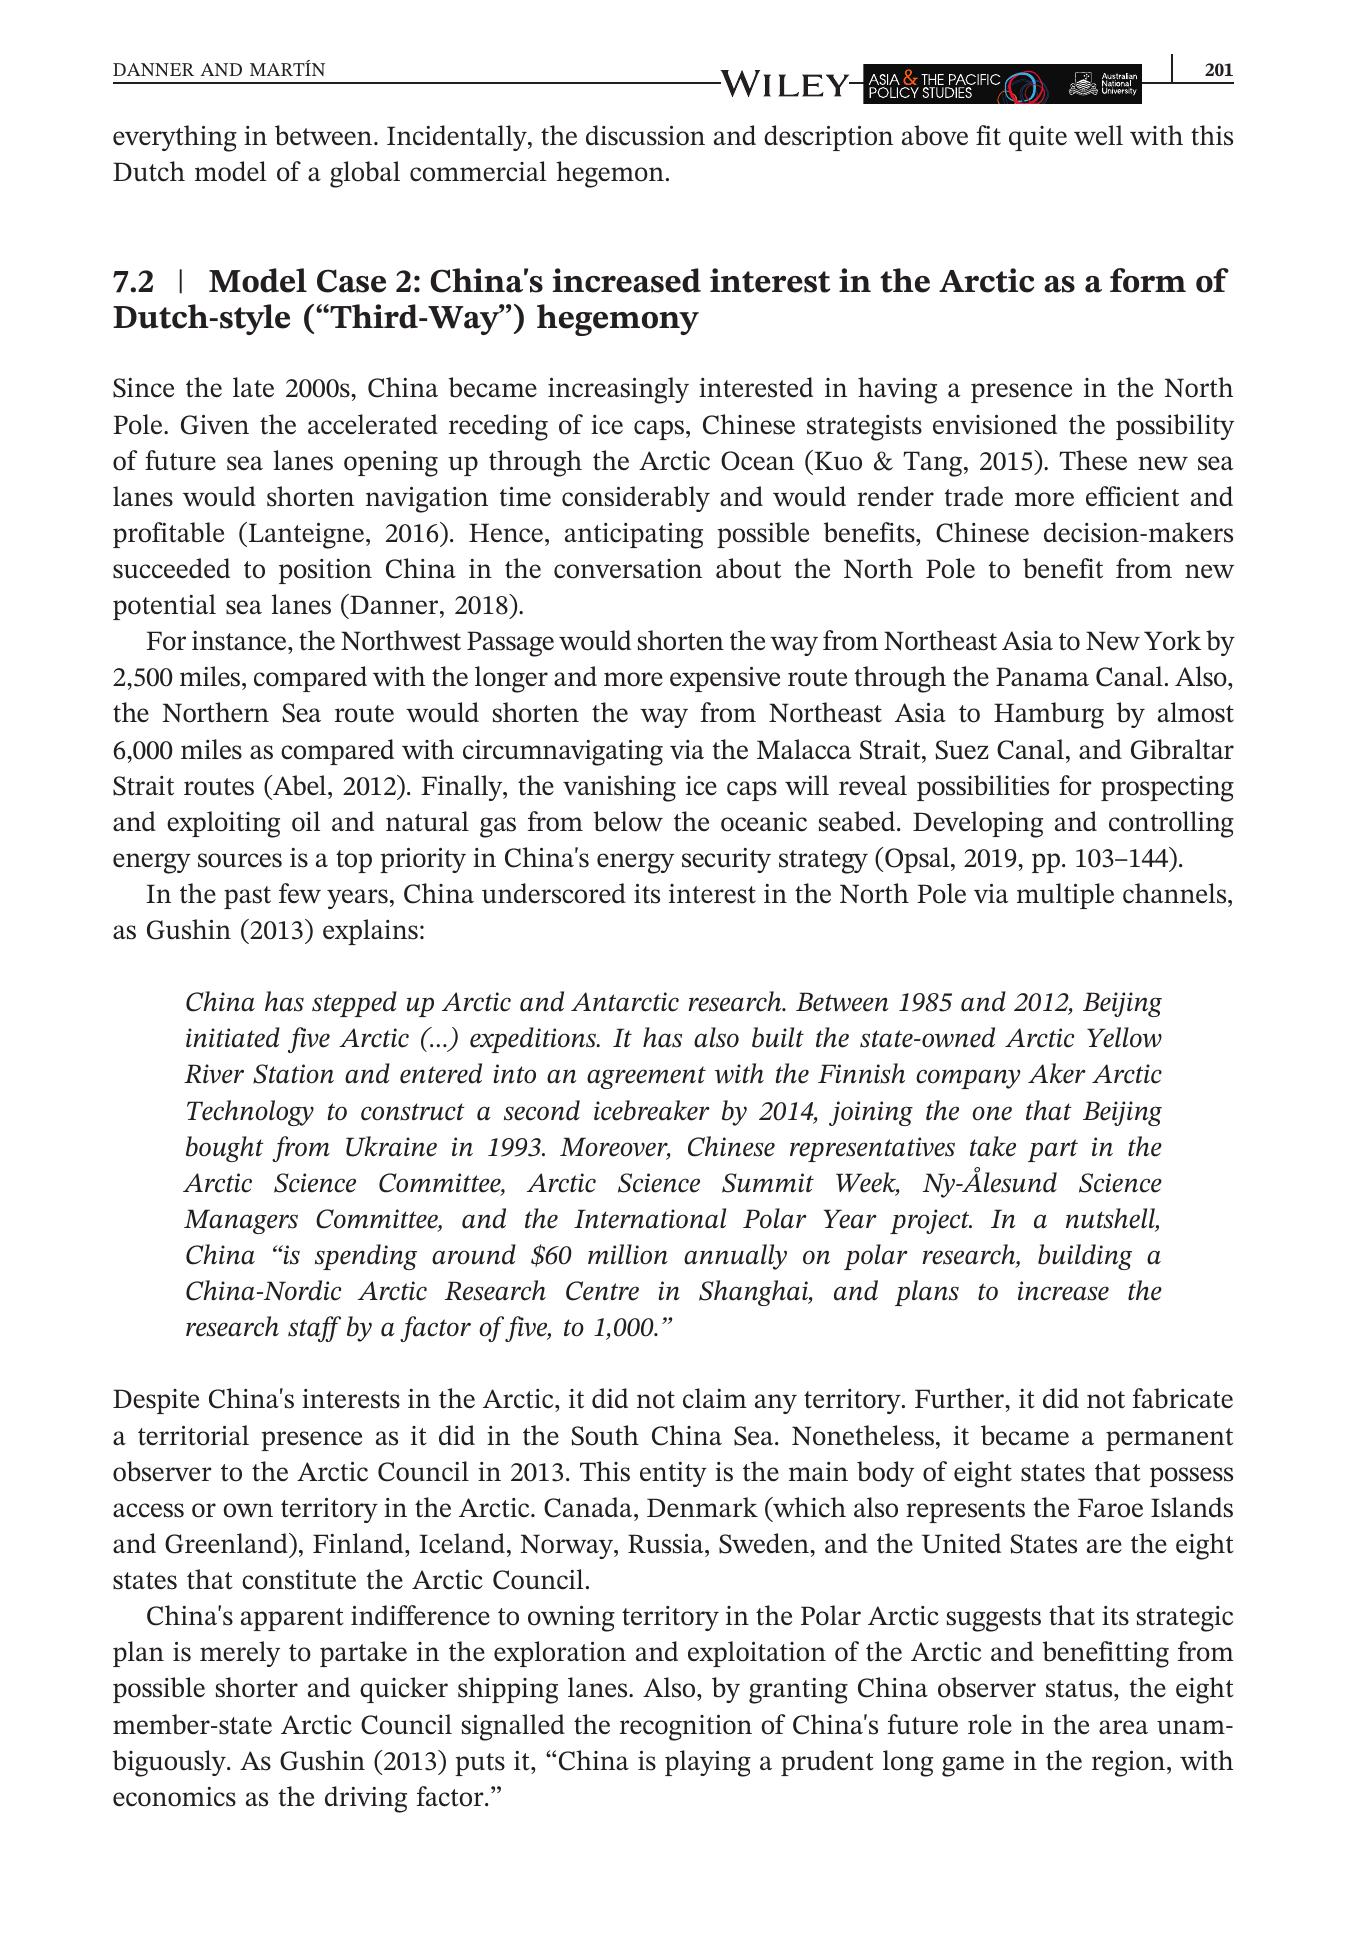 DANNER AND MARTÍN
WILEY
ASIA & THE PACIFIC
POLICY STUDIES
Australian
National
University
201
everything in between. Incidentally, the discussion and description above fit quite well with this
Dutch model of a global commercial hegemon.
7.2 | Model Case 2: China's increased interest in the Arctic as a form of
Dutch-style (“Third-Way”) hegemony
Since the late 2000s, China became increasingly interested in having a presence in the North
Pole. Given the accelerated receding of ice caps, Chinese strategists envisioned the possibility
of future sea lanes opening up through the Arctic Ocean (Kuo & Tang, 2015). These new sea
lanes would shorten navigation time considerably and would render trade more efficient and
profitable (Lanteigne, 2016). Hence, anticipating possible benefits, Chinese decision-makers
succeeded to position China in the conversation about the North Pole to benefit from new
potential sea lanes (Danner, 2018).
For instance, the Northwest Passage would shorten the way from Northeast Asia to New York by
2,500 miles, compared with the longer and more expensive route through the Panama Canal. Also,
the Northern Sea route would shorten the way from Northeast Asia to Hamburg by almost
6,000 miles as compared with circumnavigating via the Malacca Strait, Suez Canal, and Gibraltar
Strait routes (Abel, 2012). Finally, the vanishing ice caps will reveal possibilities for prospecting
and exploiting oil and natural gas from below the oceanic seabed. Developing and controlling
energy sources is a top priority in China's energy security strategy (Opsal, 2019, pp. 103–144).
In the past few years, China underscored its interest in the North Pole via multiple channels,
as Gushin (2013) explains:
China has stepped up Arctic and Antarctic research. Between 1985 and 2012, Beijing
initiated five Arctic (...) expeditions. It has also built the state-owned Arctic Yellow
River Station and entered into an agreement with the Finnish company Aker Arctic
Technology to construct a second icebreaker by 2014, joining the one that Beijing
bought from Ukraine in 1993. Moreover, Chinese representatives take part in the
Arctic Science Committee, Arctic Science Summit Week, Ny-Ålesund Science
Managers Committee, and the International Polar Year project. In a nutshell,
China “is spending around $60 million annually on polar research, building a
China-Nordic Arctic Research Centre in Shanghai, and plans to increase the
research staff by a factor of five, to 1,000.”
Despite China's interests in the Arctic, it did not claim any territory. Further, it did not fabricate
a territorial presence as it did in the South China Sea. Nonetheless, it became a permanent
observer to the Arctic Council in 2013. This entity is the main body of eight states that possess
access or own territory in the Arctic. Canada, Denmark (which also represents the Faroe Islands
and Greenland), Finland, Iceland, Norway, Russia, Sweden, and the United States are the eight
states that constitute the Arctic Council.
China's apparent indifference to owning territory in the Polar Arctic suggests that its strategic
plan is merely to partake in the exploration and exploitation of the Arctic and benefitting from
possible shorter and quicker shipping lanes. Also, by granting China observer status, the eight
member-state Arctic Council signalled the recognition of China's future role in the area unam-
biguously. As Gushin (2013) puts it, “China is playing a prudent long game in the region, with
economics as the driving factor.”